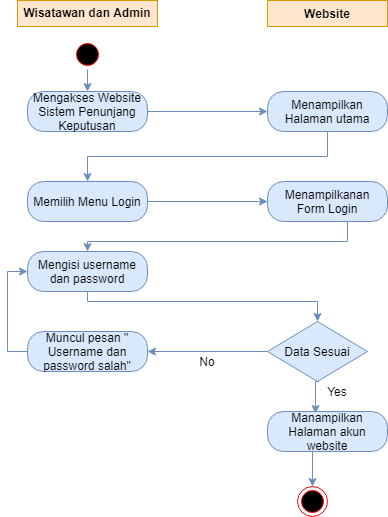 Wisatawan dan Admin
Website
Mengakses Website
Sistem Penunjang
Keputusan
Menampilkan
Halaman utama
Memilih Menu Login
Menampilkanan
Form Login
Mengisi username
dan password
Muncul pesan "
Username dan
password salah"
No
Data Sesuai
Yes
Manampilkan
Halaman akun
website